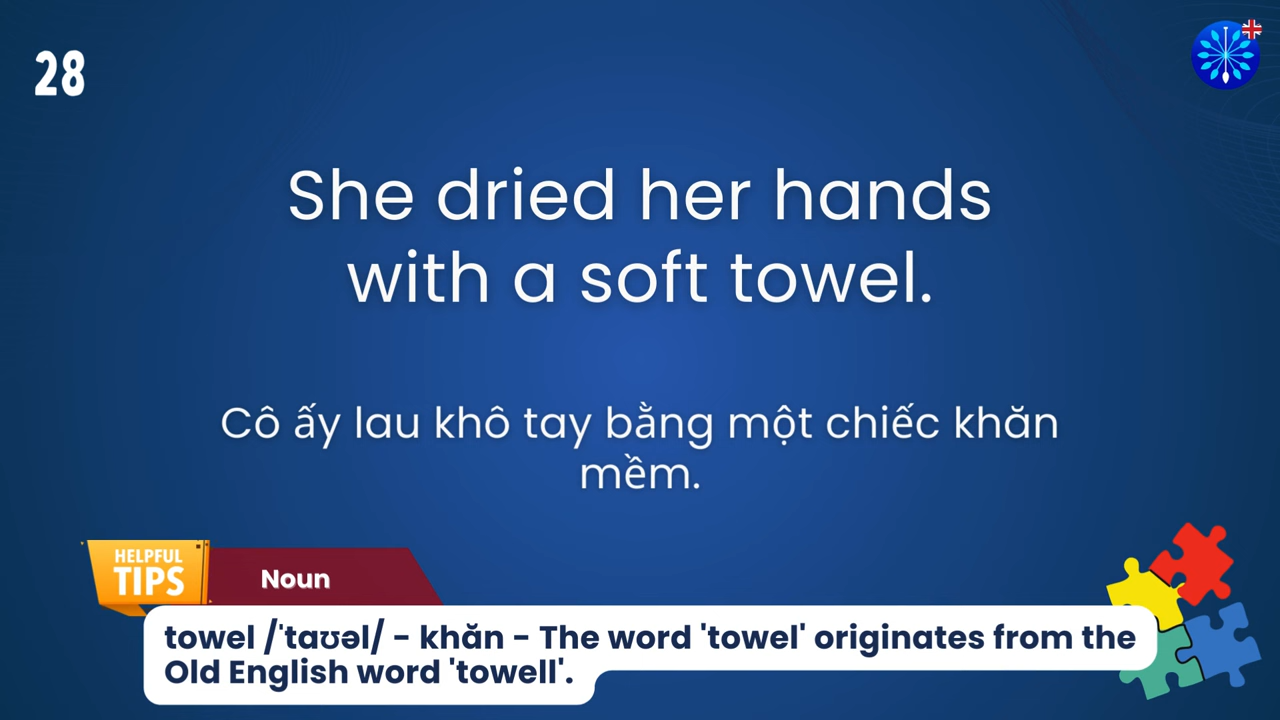 28
She dried her hands
with a soft towel.
Cô ấy lau khô tay bằng một chiếc khăn
mềm.
HELPFUL
TIPS
Noun
towel /ˈtaʊəl/ - khăn - The word 'towel' originates from the
Old English word 'towell'.